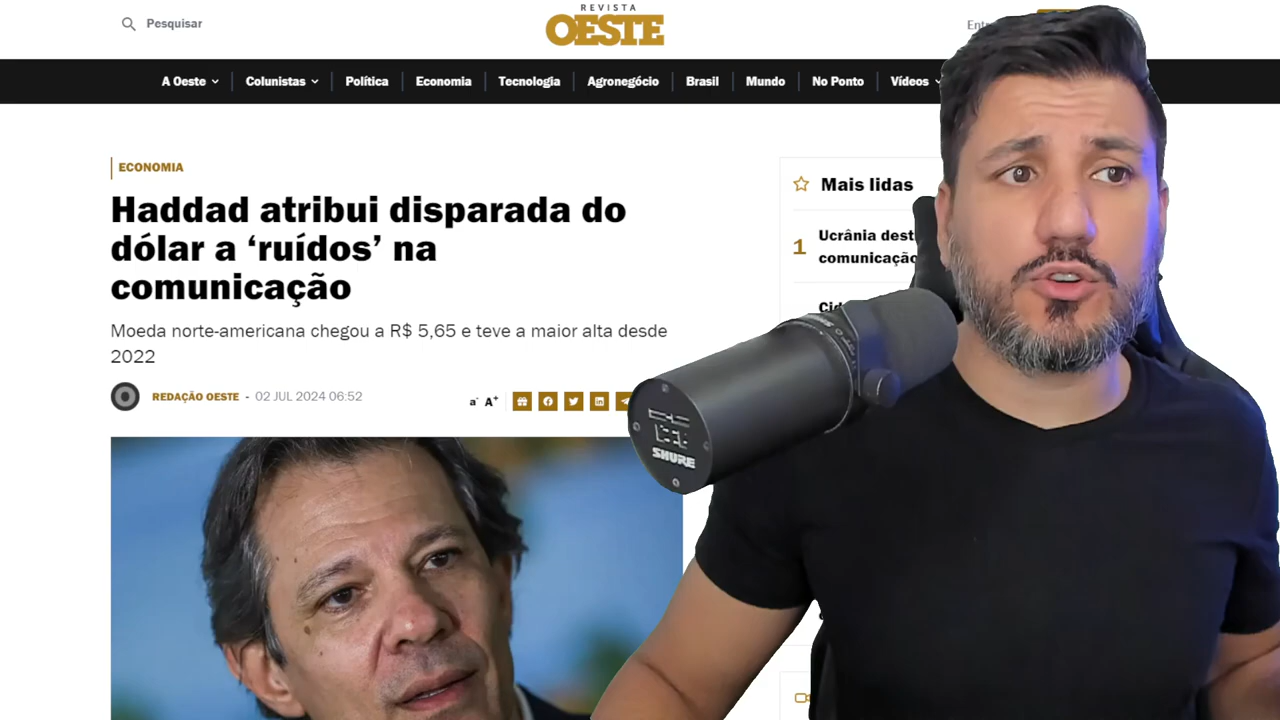 Pesquisar
REVISTA
OESTE
A Oeste
Colunistas
Política
Economia
Tecnologia
Agronegócio
Brasil
Mundo
No Ponto
Vídeos
ECONOMIA
Haddad atribui disparada do
dólar a ‘ruídos’ na
comunicação
Moeda norte-americana chegou a R$ 5,65 e teve a maior alta desde
2022
REDAÇÃO OESTE - 02 JUL 2024 06:52
a- A+
Mais lidas
1
Ucrânia
comunicação
SHURE